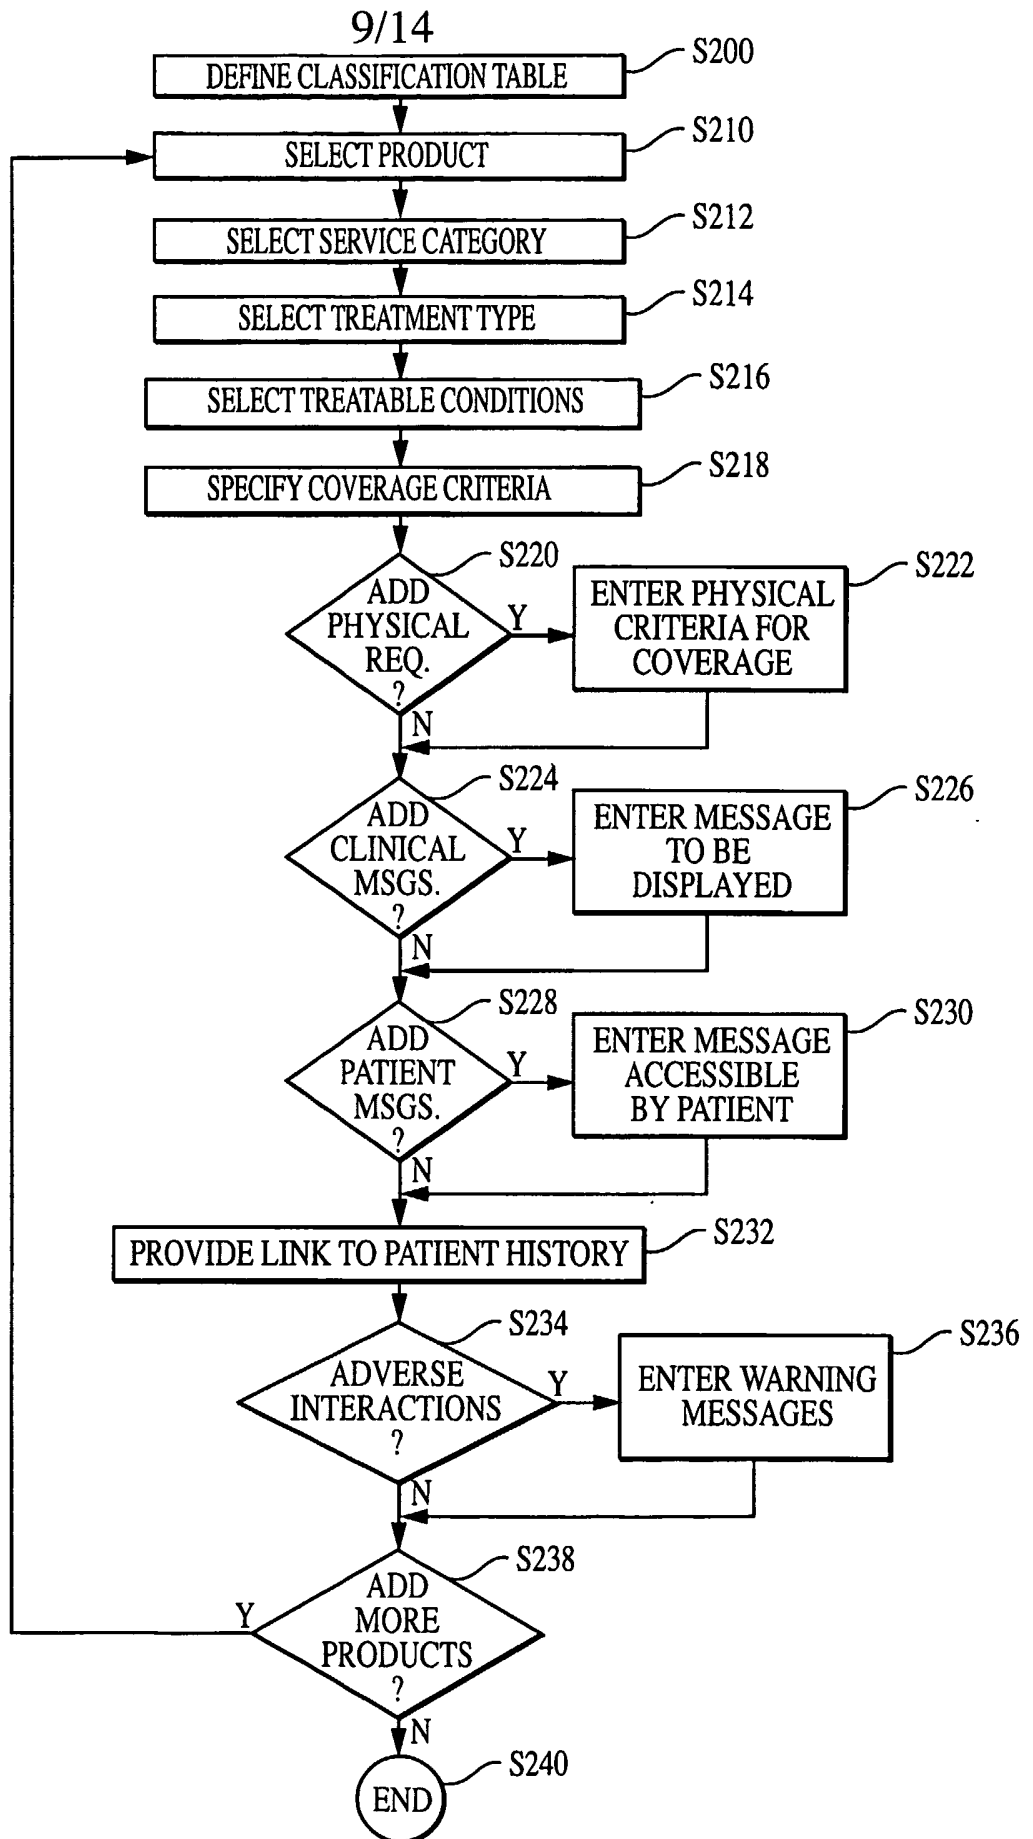 9/14
DEFINE CLASSIFICATION TABLE
S200
SELECT PRODUCT
S210
SELECT SERVICE CATEGORY
S212
SELECT TREATMENT TYPE
S214
SELECT TREATABLE CONDITIONS
S216
SPECIFY COVERAGE CRITERIA
S218
ADD
PHYSICAL
REQ.
?
S220
Y
N
ENTER PHYSICAL
CRITERIA FOR
COVERAGE
S222
ADD
CLINICAL
MSGS.
?
S224
Y
N
ENTER MESSAGE
TO BE
DISPLAYED
S226
ADD
PATIENT
MSGS.
?
S228
Y
N
ENTER MESSAGE
ACCESSIBLE
BY PATIENT
S230
PROVIDE LINK TO PATIENT HISTORY
S232
ADVERSE
INTERACTIONS
?
S234
Y
N
ENTER WARNING
MESSAGES
S236
ADD
MORE
PRODUCTS
?
S238
Y
N
END
S240